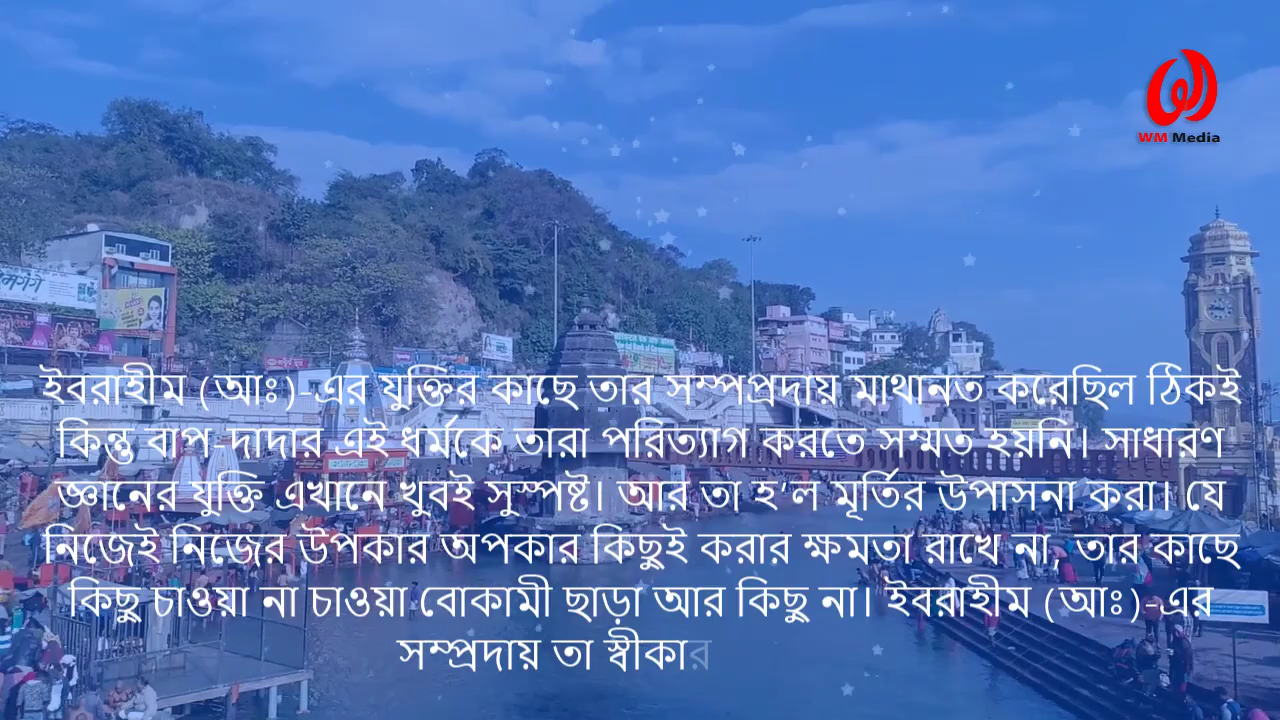 WM Media
ইবরাহীম (আঃ)-এর যুক্তির কাছে তার সম্পপ্রদায় মাথানত করেছিল ঠিকই
কিন্তু বাপ-দাদার এই ধর্মকে তারা পরিত্যাগ করতে সম্মত হয়নি। সাধারণ
জ্ঞানের যুক্তি এখানে খুবই সুস্পষ্ট। আর তা হ'ল মূর্তির উপাসনা করা। যে
নিজেই নিজের উপকার অপকার কিছুই করার ক্ষমতা রাখে না, তার কাছে
কিছু চাওয়া না চাওয়া বোকামী ছাড়া আর কিছু না। ইবরাহীম (আঃ)-এর
সম্প্রদায় তা স্বীকার